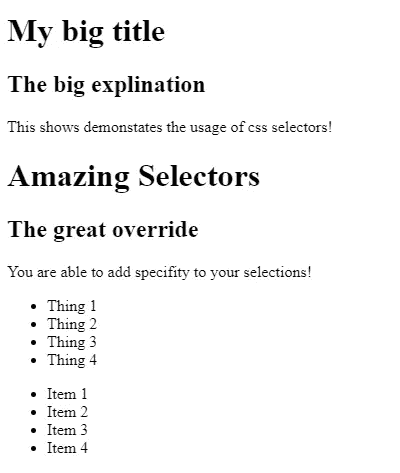 My big title
The big explination
This shows demonstates the usage of css selectors!
Amazing Selectors
The great override
You are able to add specifity to your selections!
Thing 1
Thing 2
Thing 3
Thing 4
Item 1
Item 2
Item 3
Item 4